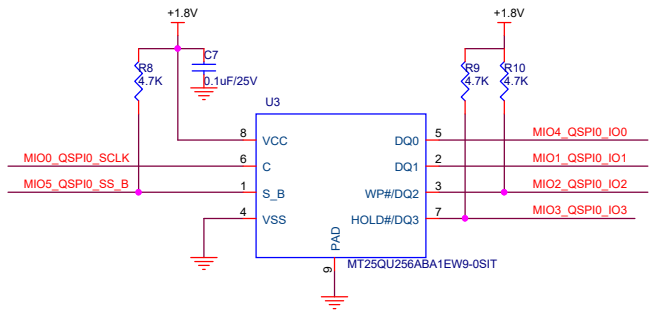 +1.8V
+1.8V
C7
R8
4.7K
0.1uF/25V
R9
4.7K
R10
4.7K
U3
MIO0_QSPI0_SCLK
MIO5_QSPI0_SS_B
8 VCC
6 C
1 S_B
4 VSS
DQ0 5
DQ1 2
WP#/DQ2 3
HOLD#/DQ3 7
MIO4_QSPI0_IO0
MIO1_QSPI0_IO1
MIO2_QSPI0_IO2
MIO3_QSPI0_IO3
PAD
9
MT25QU256ABA1EW9-0SIT